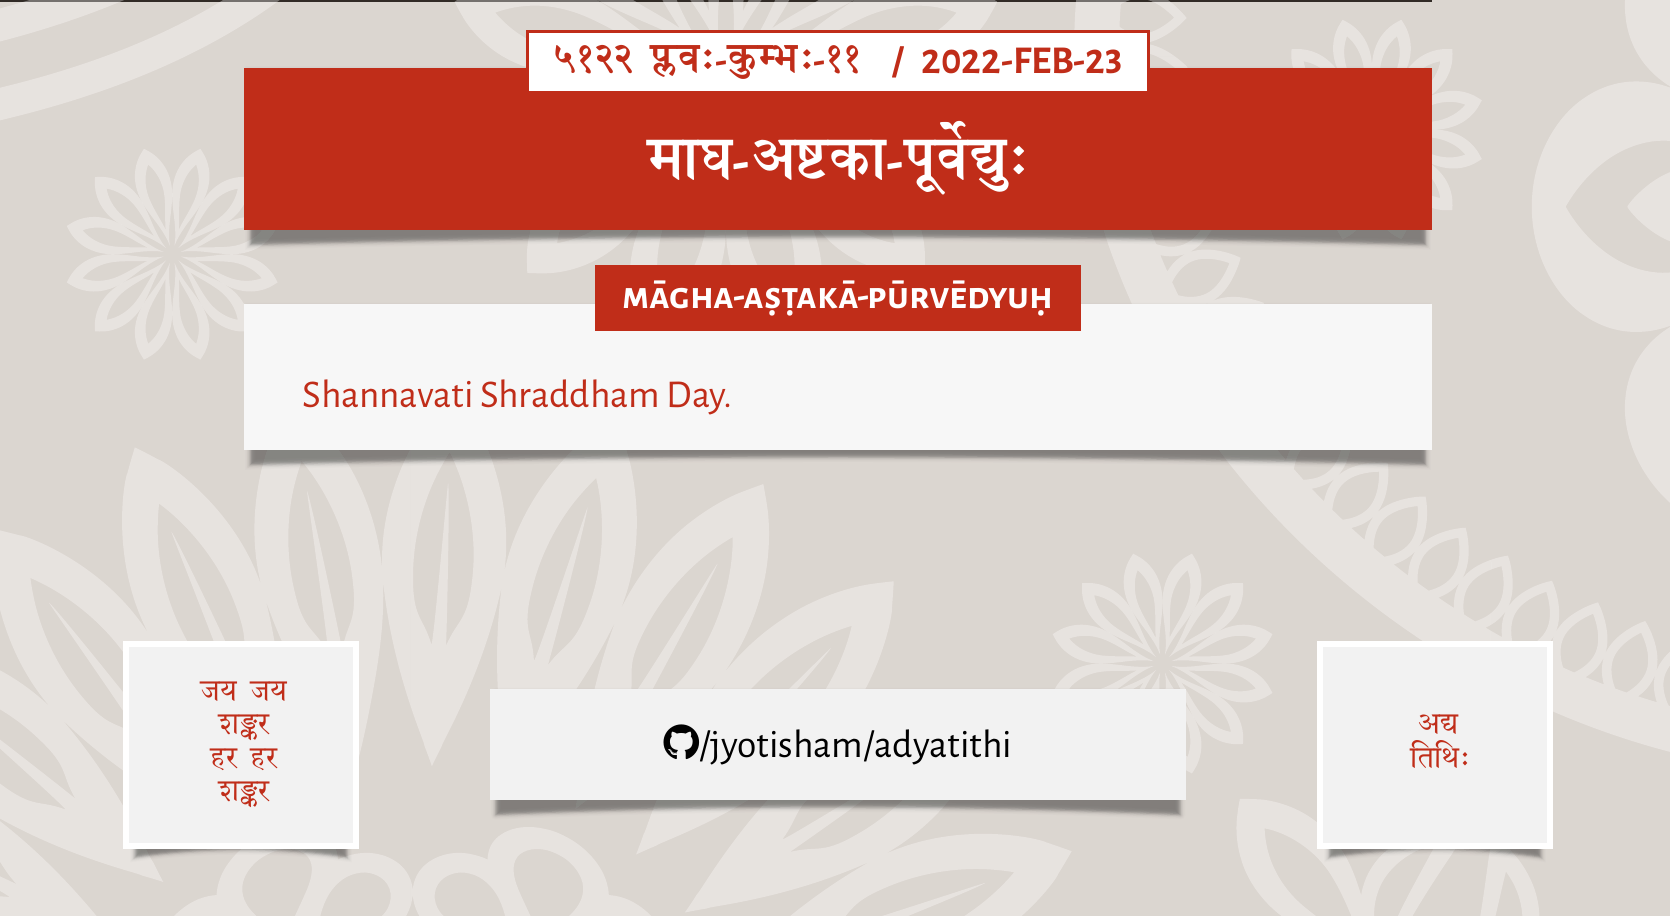 ५१२२ प्लवः-कुम्भः-११ / 2022-FEB-23
माघ-अष्टका-पूर्वेद्युः
MĀGHA-AṢṬAKĀ-PŪRVĒDYUḤ
Shannavati Shraddham Day.
जय जय
शङ्कर
हर हर
शङ्कर
/jyotisham/adyatithi
अद्य
तिथिः